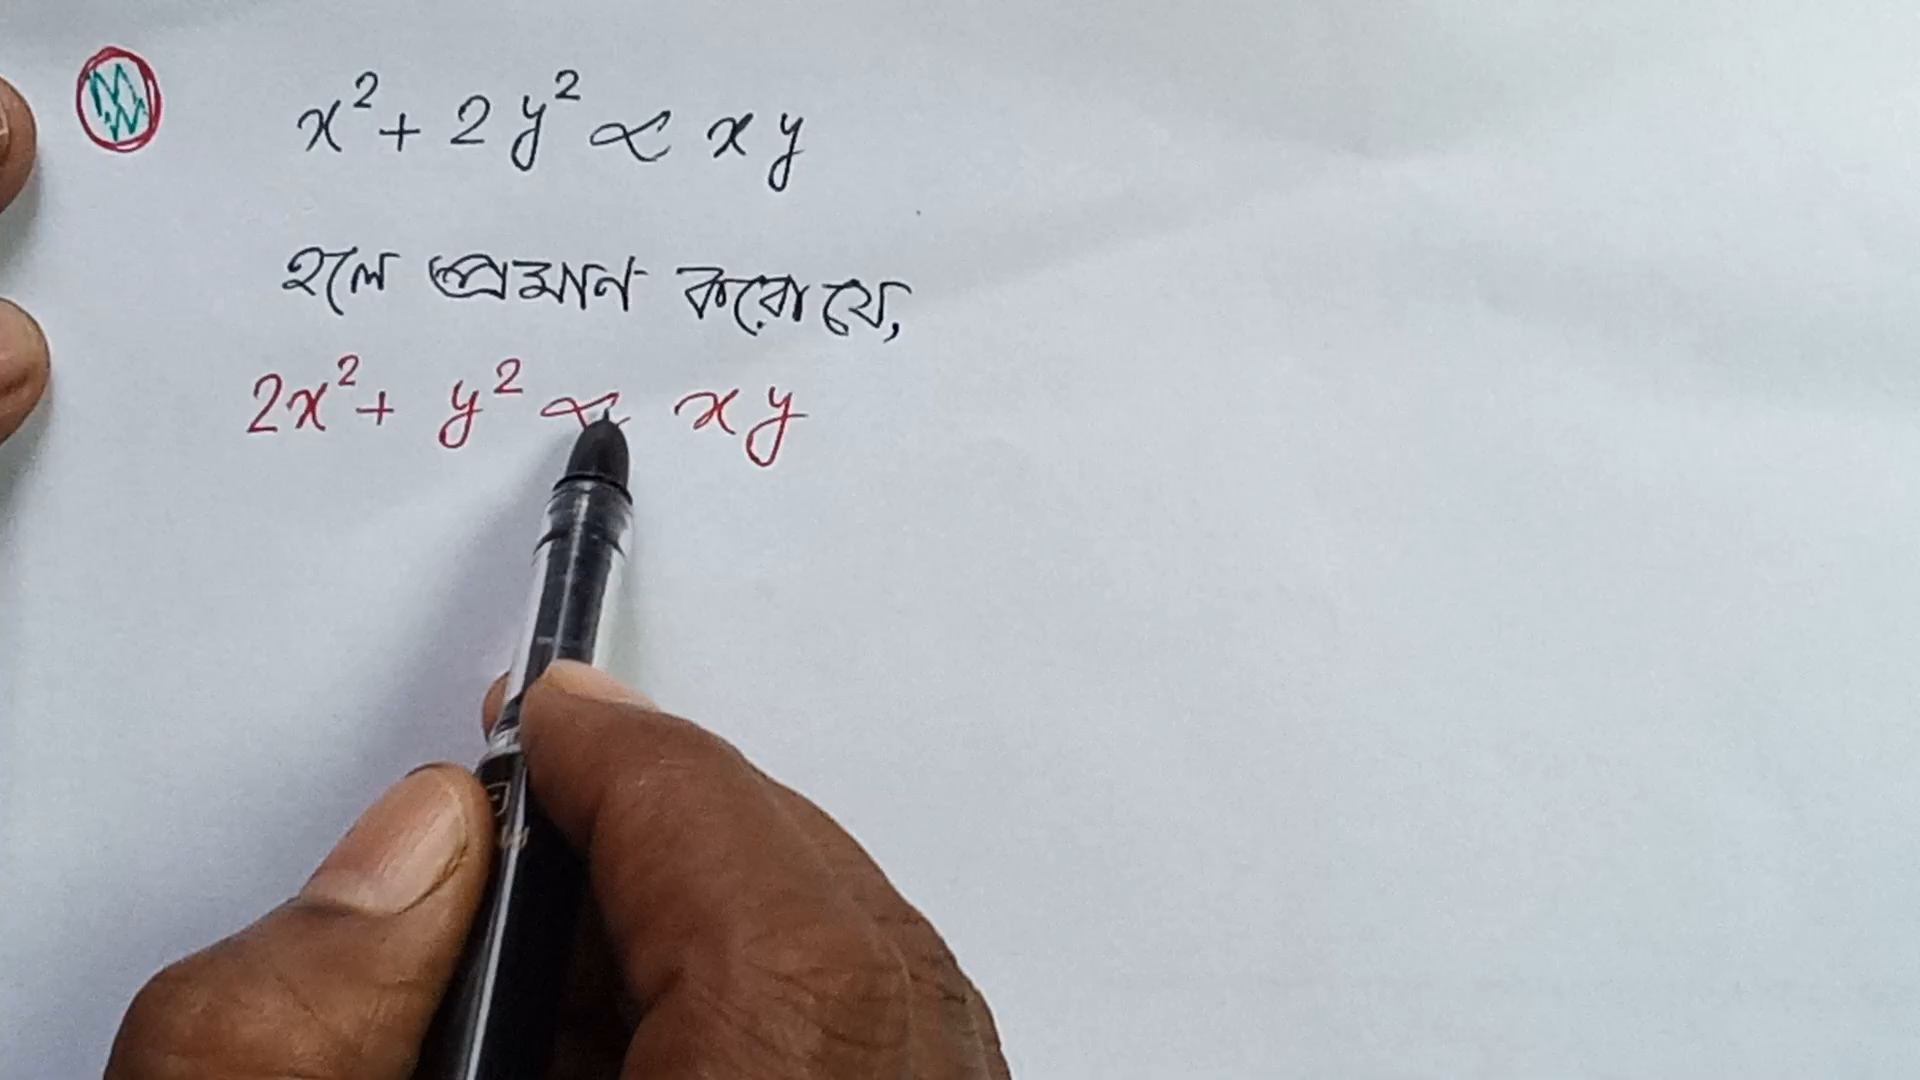 x² + 2y² ∝ xy
হলে প্রমাণ করো যে,
2x² + y² ∝ xy